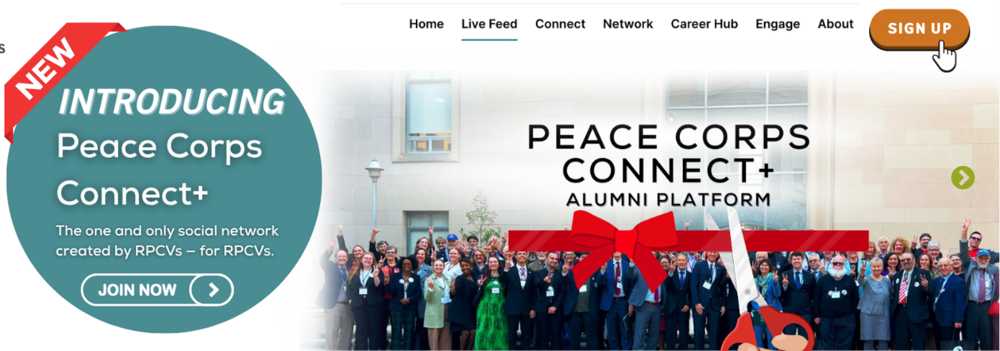 S
Home Live Feed Connect Network Career Hub Engage About
SIGN UP
NEW
INTRODUCING
Peace Corps
Connect+
The one and only social network
created by RPCVs – for RPCVs.
JOIN NOW
PEACE CORPS
CONNECT+
ALUMNI PLATFORM